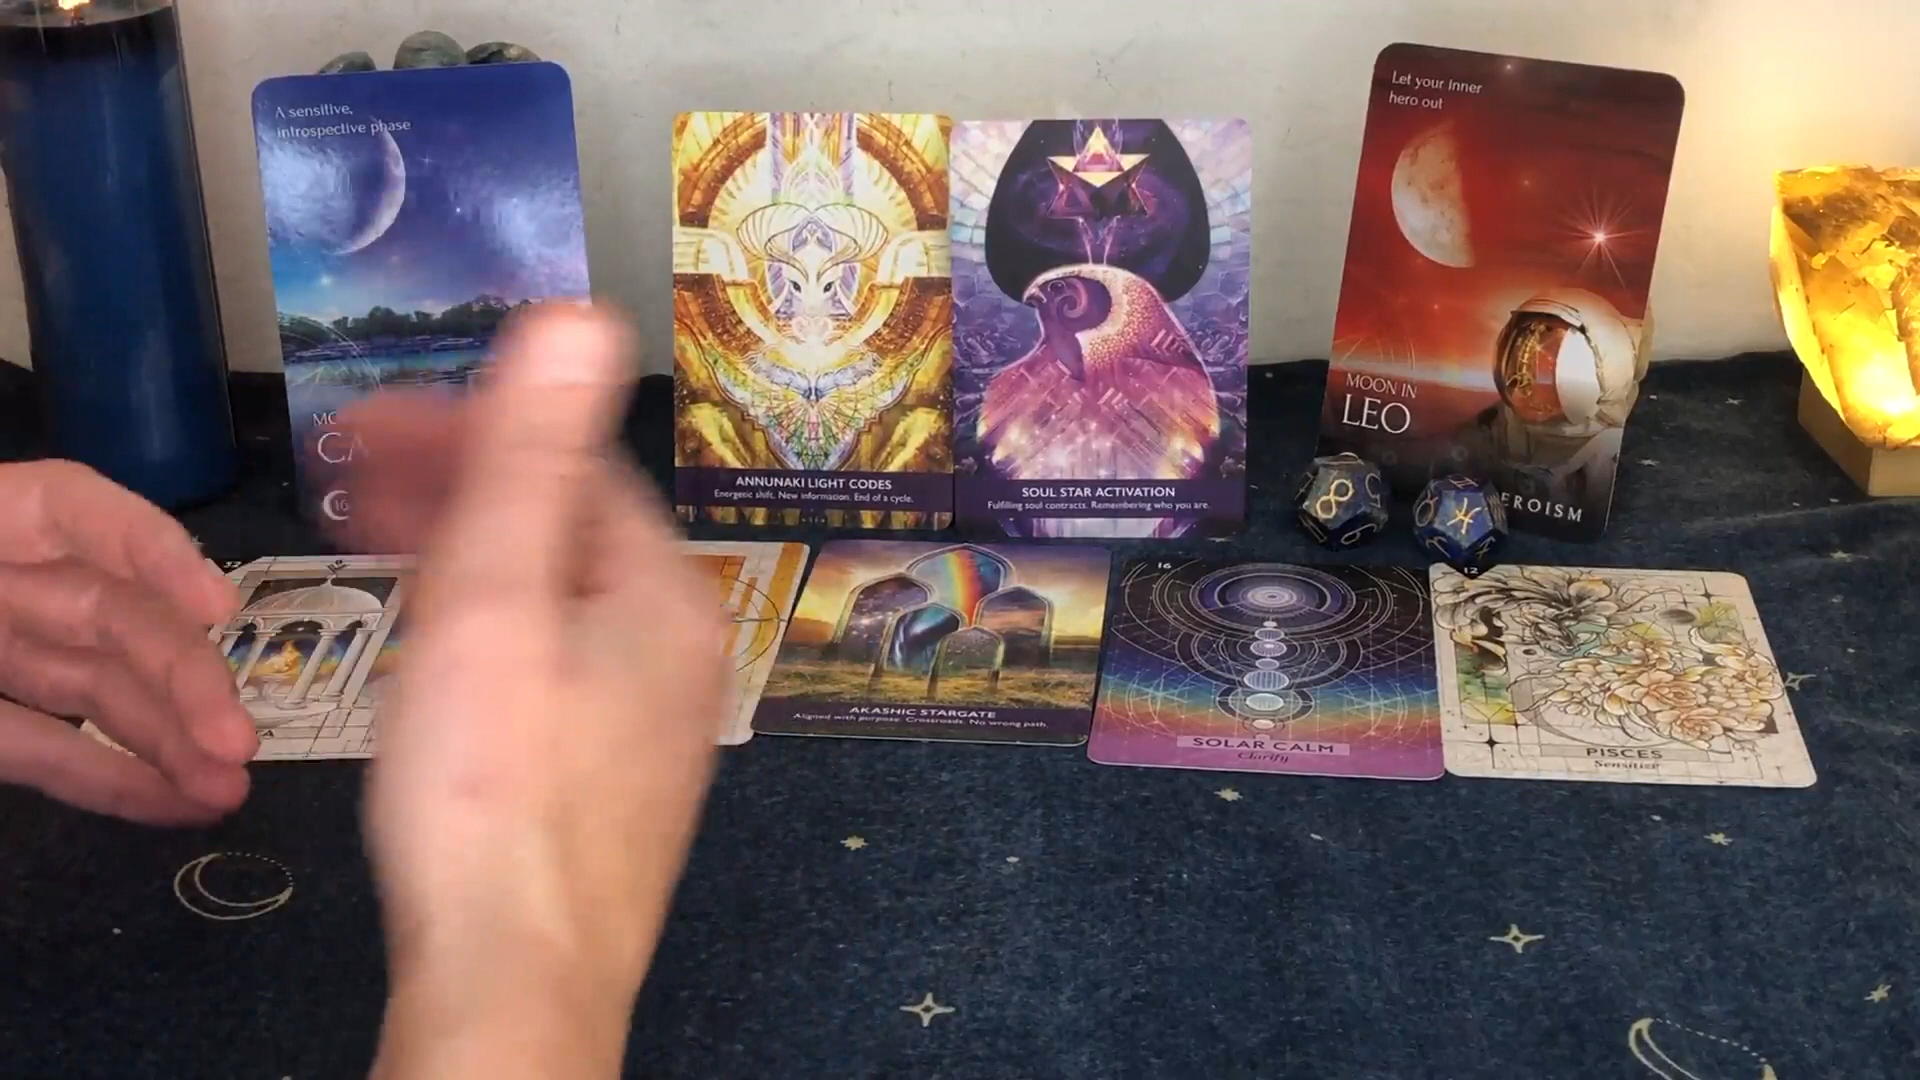 A sensitive,
introspective phase
16
ANNUNAKI LIGHT CODES
Energetic shift. New information. End of a cycle.
SOUL STAR ACTIVATION
Fulfilling soul contracts. Remembering who you are.
Let your inner
hero out
MOON IN
LEO
EROISM
AKASHIC STARGATE
Aligned with purpose. Crossroads. No wrong path.
16
SOLAR CALM
Clarify
12
PISCES
Sensitize